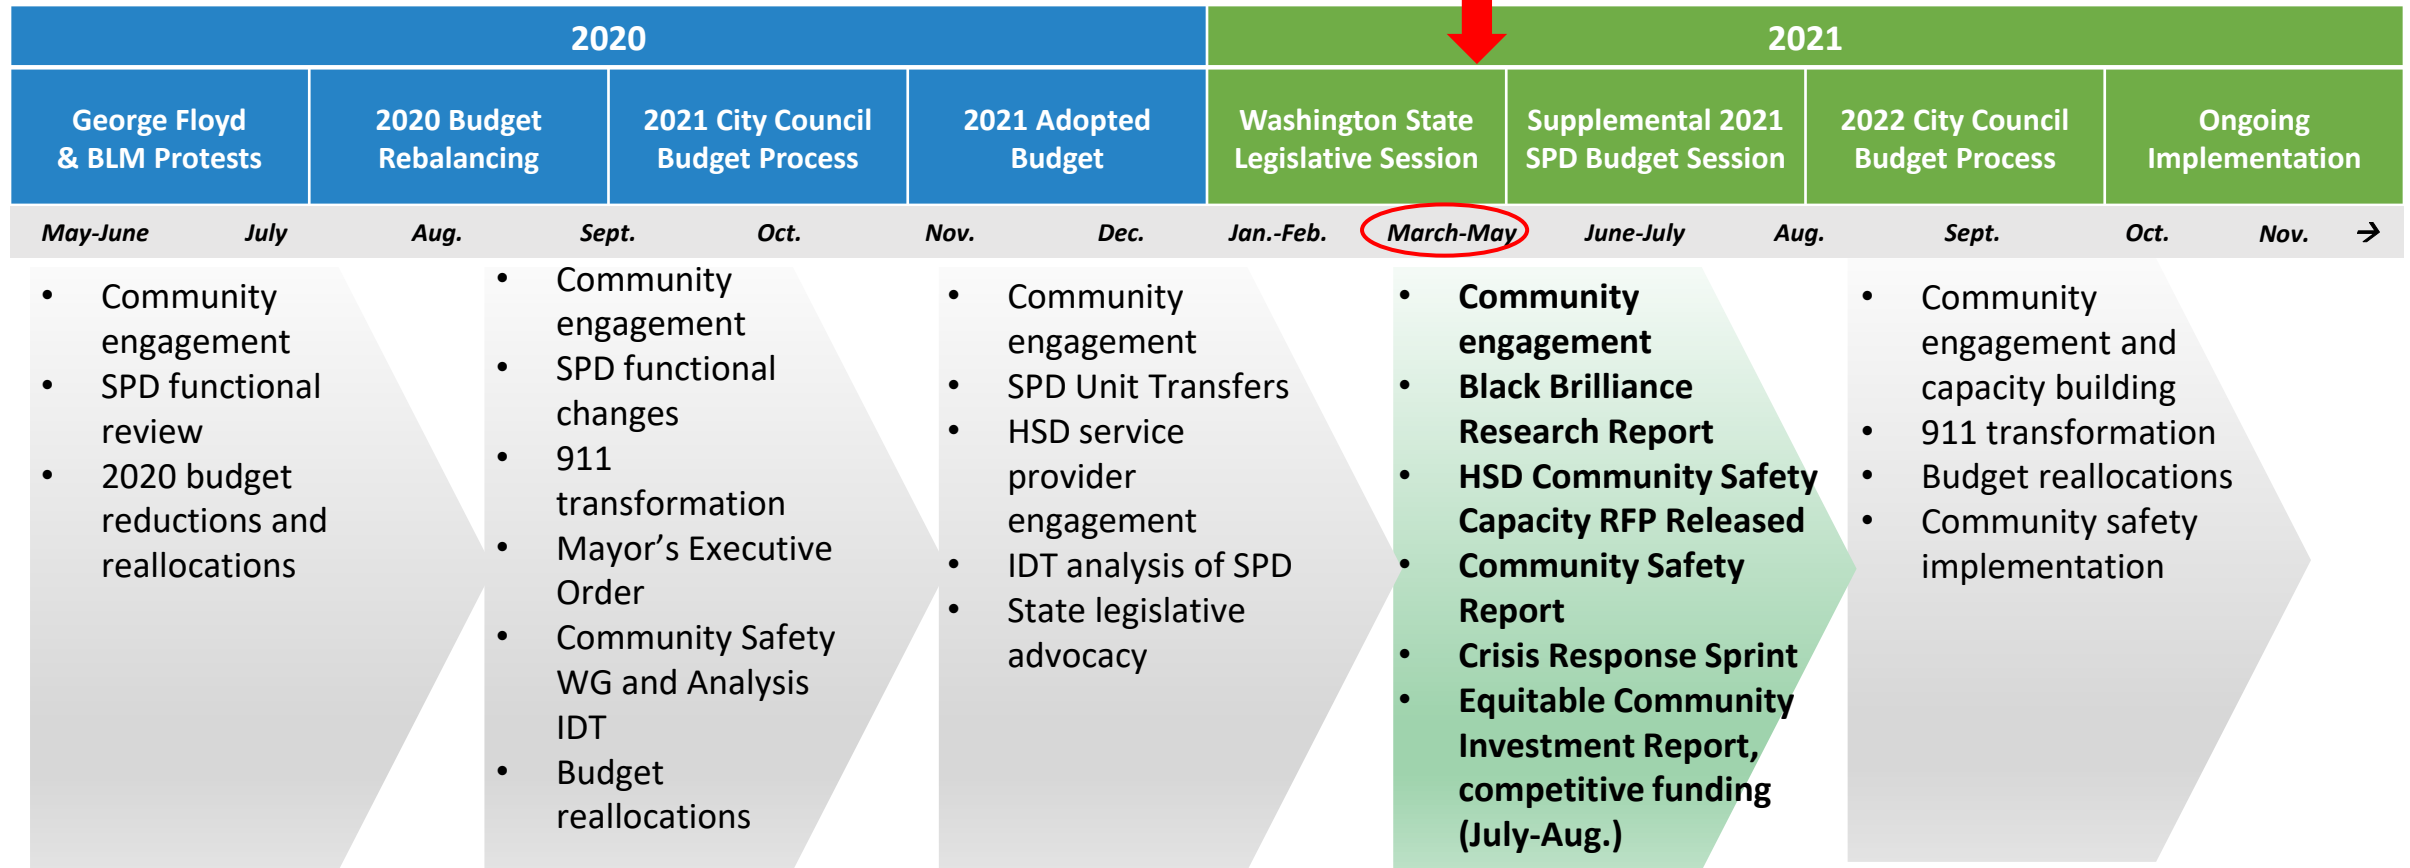 2020
2021
George Floyd
& BLM Protests
2020 Budget
Rebalancing
2021 City Council
Budget Process
2021 Adopted
Budget
Washington State
Legislative Session
Supplemental 2021
SPD Budget Session
2022 City Council
Budget Process
Ongoing
Implementation
May-June July Aug. Sept. Oct. Nov. Dec. Jan.-Feb. March-May June-July Aug. Sept. Oct. Nov. →
• Community
engagement
• SPD functional
review
• 2020 budget
reductions and
reallocations
• Community
engagement
• SPD functional
changes
• 911
transformation
• Mayor’s Executive
Order
• Community Safety
WG and Analysis
IDT
• Budget
reallocations
• Community
engagement
• SPD Unit Transfers
• HSD service
provider
engagement
• IDT analysis of SPD
• State legislative
advocacy
• Community
engagement
• Black Brilliance
Research Report
• HSD Community Safety
Capacity RFP Released
• Community Safety
Report
• Crisis Response Sprint
• Equitable Community
Investment Report,
competitive funding
(July-Aug.)
• Community
engagement and
capacity building
• 911 transformation
• Budget reallocations
• Community safety
implementation